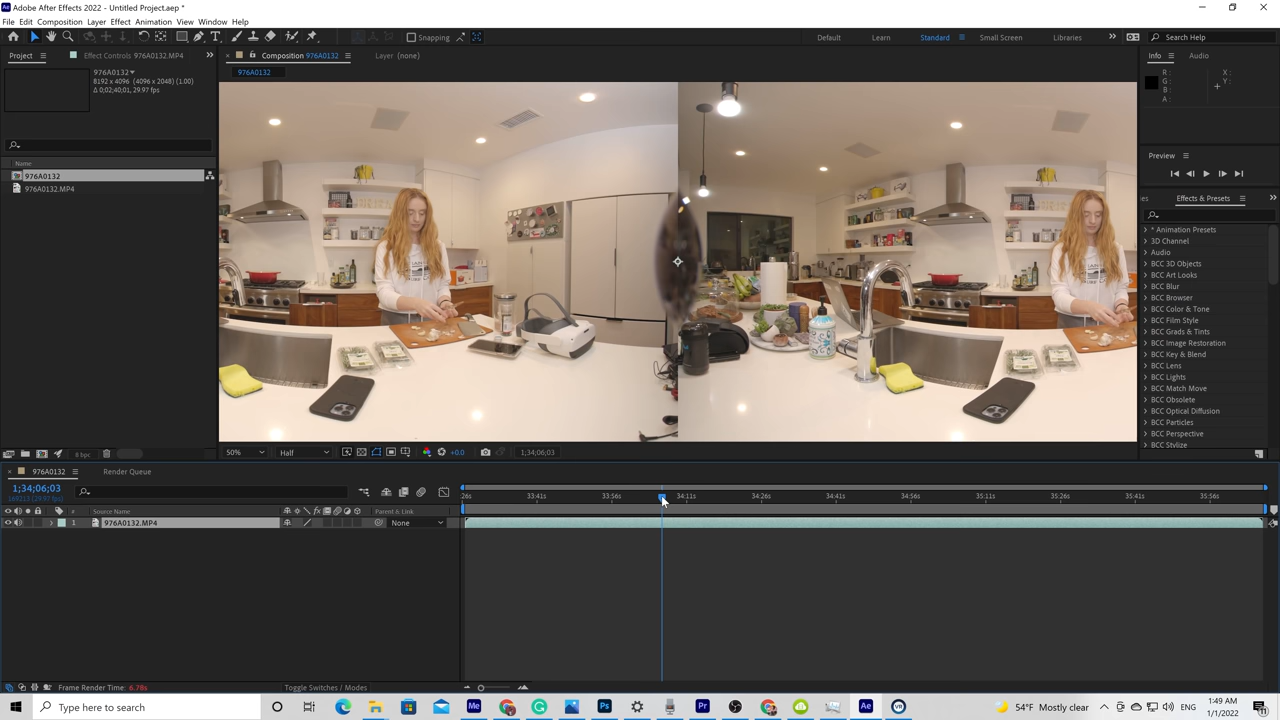 Adobe After Effects 2022 - Untitled Project.aep *
File Edit Composition Layer Effect Animation View Window Help
Snapping
Default Learn Standard Small Screen Libraries Search Help
Project Effect Controls 976A0132.MP4
Composition 976A0132 Layer (none)
Info Audio
976A0132
976A0132
8192 x 4096 (4096 x 2048) (1.00)
Δ 0;02;40;01, 29.97 fps
R :
G :
B :
A :
X :
Y :
Preview
Name
976A0132
976A0132.MP4
Effects & Presets
* Animation Presets
3D Channel
Audio
BCC 3D Objects
BCC Art Looks
BCC Blur
BCC Browser
BCC Color & Tone
BCC Film Style
BCC Grads & Tints
BCC Image Restoration
BCC Key & Blend
BCC Lens
BCC Lights
BCC Match Move
BCC Obsolete
BCC Optical Diffusion
BCC Particles
BCC Perspective
BCC Stylize
8 bpc
50% Half +0.0 1;34;06;03
976A0132 Render Queue
1;34;06;03
:26s 33:41s 33:56s 34:11s 34:26s 34:41s 34:56s 35:11s 35:26s 35:41s 35:56s
# Source Name Parent & Link
1 976A0132.MP4 None
Frame Render Time: 6.78s Toggle Switches / Modes
Type here to search
54°F Mostly clear ENG
1:49 AM
1/1/2022